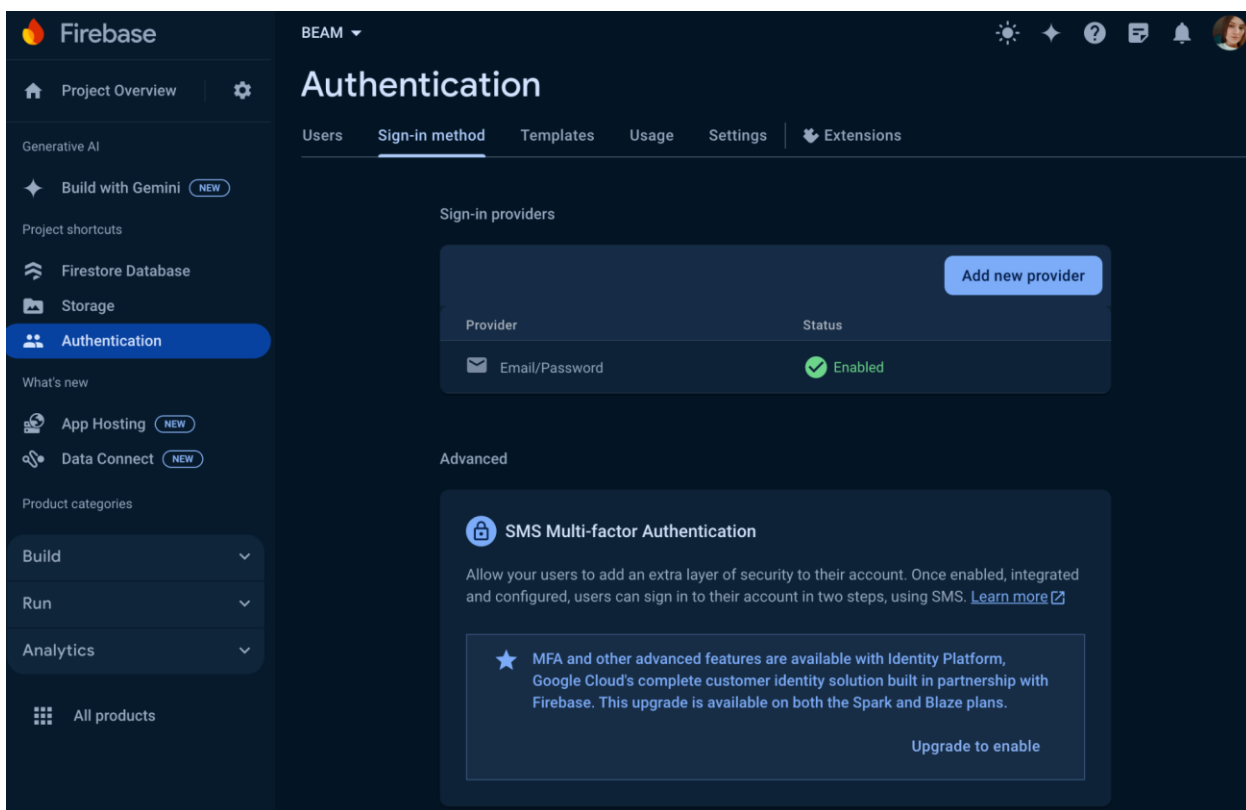 Firebase
Project Overview
Generative AI
Build with Gemini NEW
Project shortcuts
Firestore Database
Storage
Authentication
What's new
App Hosting NEW
Data Connect NEW
Product categories
Build
Run
Analytics
All products
BEAM
Authentication
Users Sign-in method Templates Usage Settings Extensions
Sign-in providers
Add new provider
Provider Status
Email/Password Enabled
Advanced
SMS Multi-factor Authentication
Allow your users to add an extra layer of security to their account. Once enabled, integrated
and configured, users can sign in to their account in two steps, using SMS. Learn more
MFA and other advanced features are available with Identity Platform,
Google Cloud's complete customer identity solution built in partnership with
Firebase. This upgrade is available on both the Spark and Blaze plans.
Upgrade to enable